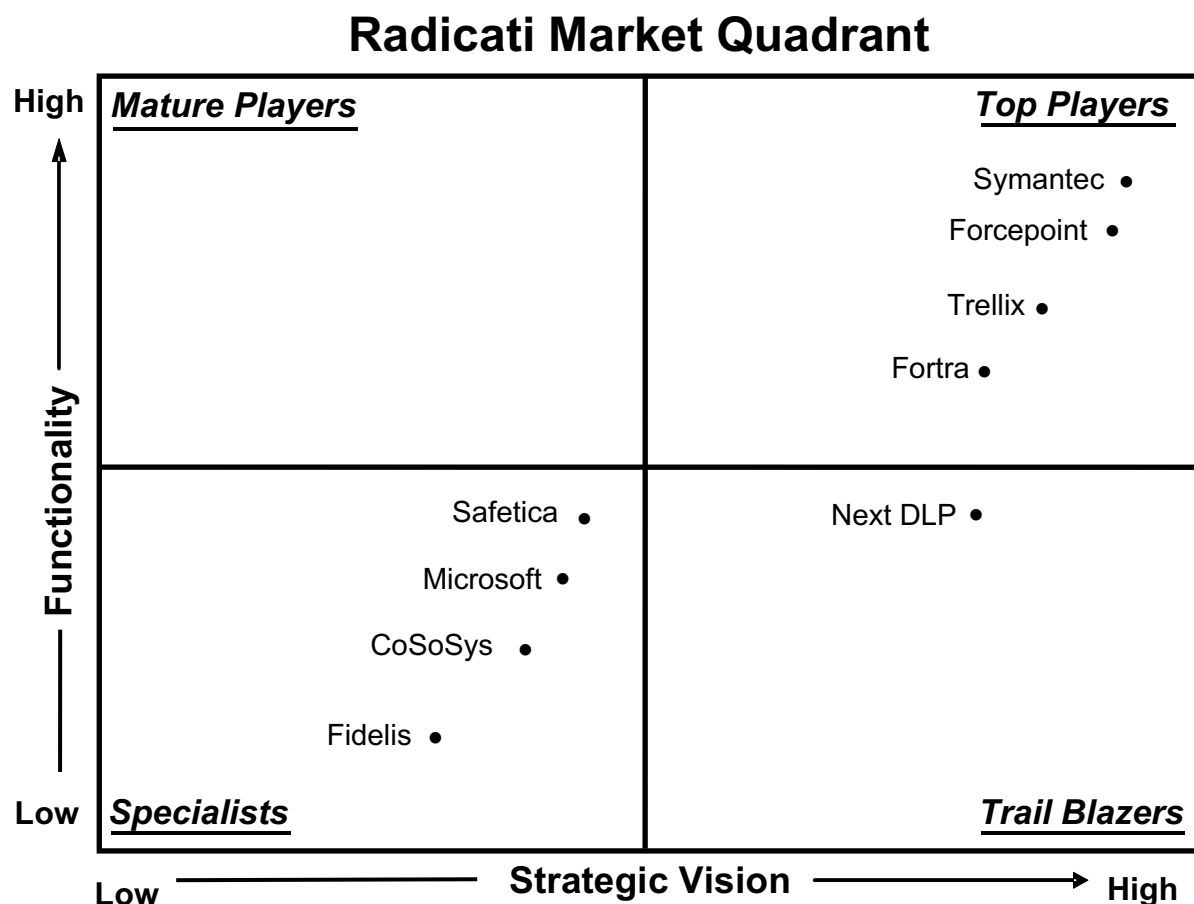 Radicati Market Quadrant
High
Mature Players
Top Players
Symantec
Forcepoint
Trellix
Fortra
Functionality
Safetica
Next DLP
Microsoft
CoSoSys
Fidelis
Low
Specialists
Trail Blazers
Low
Strategic Vision
High